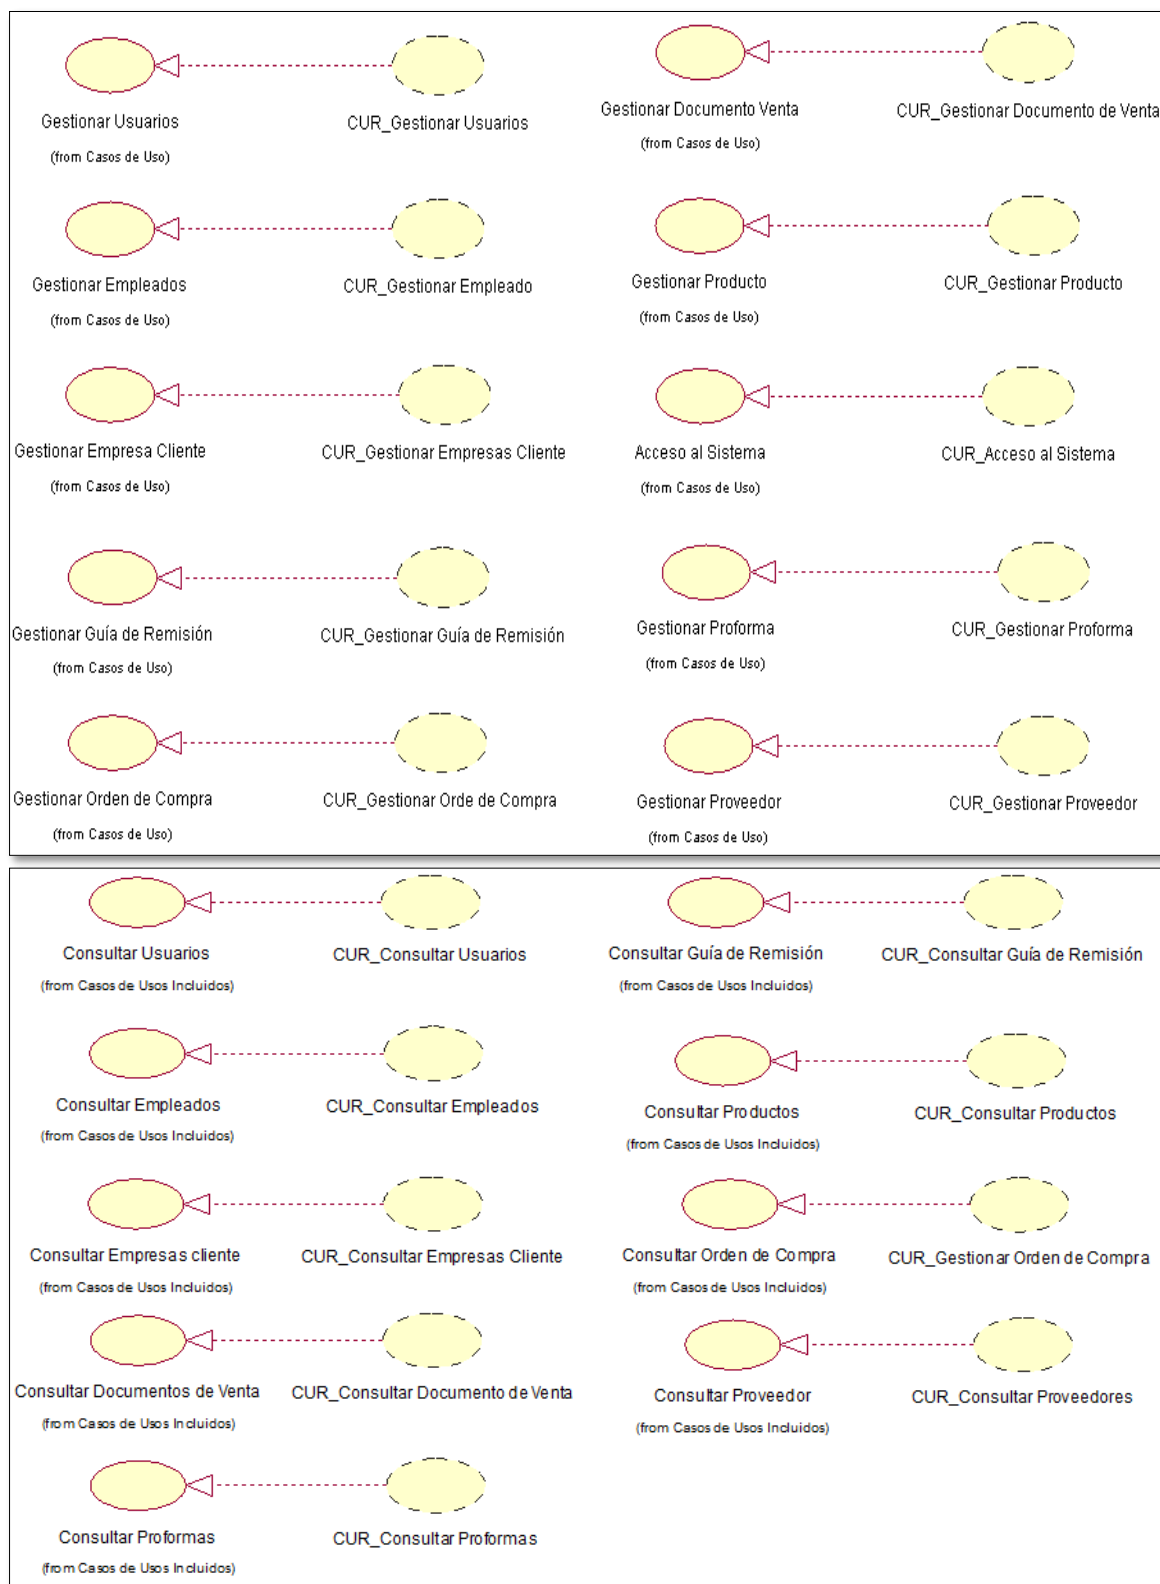 Gestionar Usuarios
(from Casos de Uso)
CUR_Gestionar Usuarios
Gestionar Documento Venta
(from Casos de Uso)
CUR_Gestionar Documento de Venta
Gestionar Empleados
(from Casos de Uso)
CUR_Gestionar Empleado
Gestionar Producto
(from Casos de Uso)
CUR_Gestionar Producto
Gestionar Empresa Cliente
(from Casos de Uso)
CUR_Gestionar Empresas Cliente
Acceso al Sistema
(from Casos de Uso)
CUR_Acceso al Sistema
Gestionar Guía de Remisión
(from Casos de Uso)
CUR_Gestionar Guía de Remisión
Gestionar Proforma
(from Casos de Uso)
CUR_Gestionar Proforma
Gestionar Orden de Compra
(from Casos de Uso)
CUR_Gestionar Orde de Compra
Gestionar Proveedor
(from Casos de Uso)
CUR_Gestionar Proveedor
Consultar Usuarios
(from Casos de Usos Incluidos)
CUR_Consultar Usuarios
Consultar Guía de Remisión
(from Casos de Usos Incluidos)
CUR_Consultar Guía de Remisión
Consultar Empleados
(from Casos de Usos Incluidos)
CUR_Consultar Empleados
Consultar Productos
(from Casos de Usos Incluidos)
CUR_Consultar Productos
Consultar Empresas cliente
(from Casos de Usos Incluidos)
CUR_Consultar Empresas Cliente
Consultar Orden de Compra
(from Casos de Usos Incluidos)
CUR_Gestionar Orden de Compra
Consultar Documentos de Venta
(from Casos de Usos Incluidos)
CUR_Consultar Documento de Venta
Consultar Proveedor
(from Casos de Usos Incluidos)
CUR_Consultar Proveedores
Consultar Proformas
(from Casos de Usos Incluidos)
CUR_Consultar Proformas